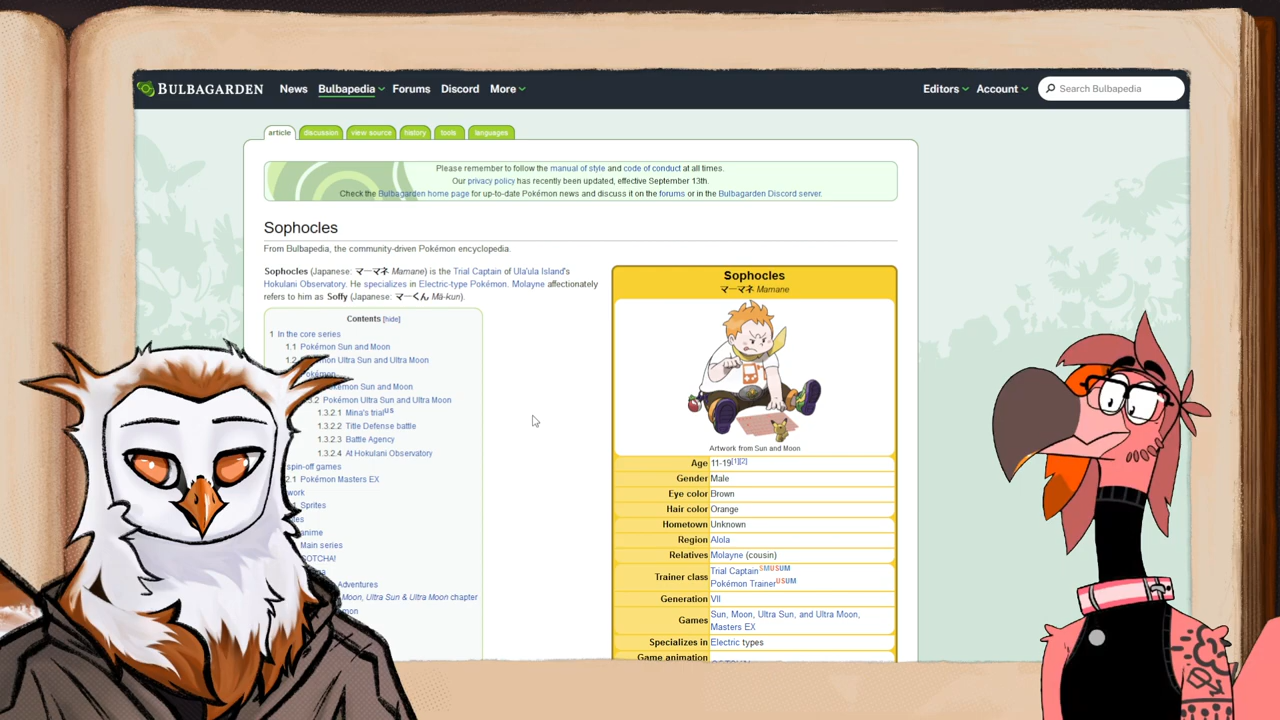 BULBAGARDEN
News Bulbapedia Forums Discord More
Editors Account Search Bulbapedia
article discussion view source history tools languages
Please remember to follow the manual of style and code of conduct at all times.
Our privacy policy has recently been updated, effective September 13th.
Check the Bulbagarden home page for up-to-date Pokémon news and discuss it on the forums or in the Bulbagarden Discord server.
Sophocles
From Bulbapedia, the community-driven Pokémon encyclopedia.
Sophocles (Japanese: マーマネ Mamane) is the Trial Captain of Ula'ula Island's
Hokulani Observatory. He specializes in Electric-type Pokémon. Molayne affectionately
refers to him as Soffy (Japanese: マーくん Mā-kun).
Contents [hide]
1 In the core series
1.1 Pokémon Sun and Moon
1.2 Pokémon Ultra Sun and Ultra Moon
Pokémon
Pokémon Sun and Moon
3.2 Pokémon Ultra Sun and Ultra Moon
1.3.2.1 Mina's trialUS
1.3.2.2 Title Defense battle
1.3.2.3 Battle Agency
1.3.2.4 At Hokulani Observatory
spin-off games
2.1 Pokémon Masters EX
work
Sprites
anime
Main series
GOTCHA!
Adventures
Moon, Ultra Sun & Ultra Moon chapter
Sophocles
マーマネ Mamane
Artwork from Sun and Moon
Age 11-19[1][2]
Gender Male
Eye color Brown
Hair color Orange
Hometown Unknown
Region Alola
Relatives Molayne (cousin)
Trainer class Trial CaptainSMUSUM
Pokémon TrainerUSUM
Generation VII
Games Sun, Moon, Ultra Sun, and Ultra Moon,
Masters EX
Specializes in Electric types
Game animation